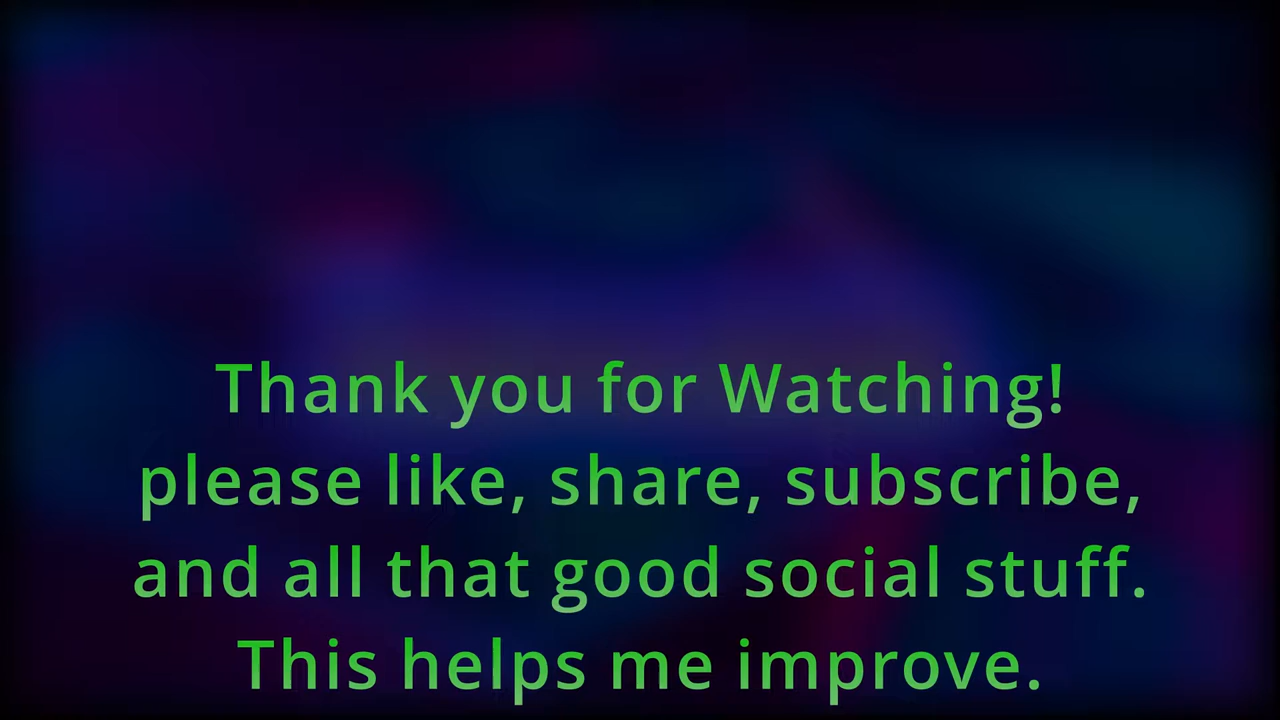 Thank you for Watching!
please like, share, subscribe,
and all that good social stuff.
This helps me improve.